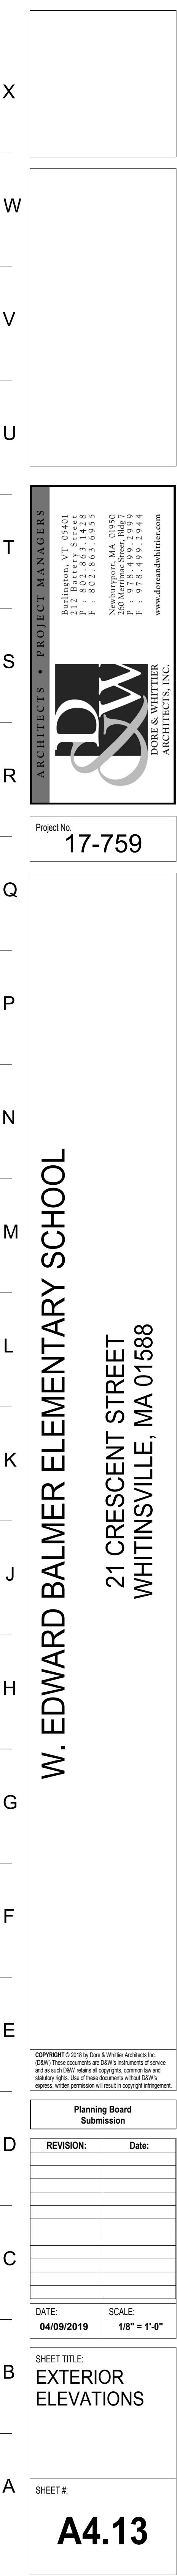 X
W
V
U
T
S
R
Q
P
N
M
L
K
J
H
G
F
E
D
C
B
A
ARCHITECTS • PROJECT MANAGERS
Burlington, VT 05401
212 Battery Street
P : 802.863.1428
F : 802.863.6955
Newburyport, MA 01950
260 Merrimac Street, Bldg 7
P : 978.499.2999
F : 978.499.2944
www.doreandwhittier.com
D
&W
DORE & WHITTIER
ARCHITECTS, INC.
Project No.
17-759
W. EDWARD BALMER ELEMENTARY SCHOOL
21 CRESCENT STREET
WHITINSVILLE, MA 01588
COPYRIGHT © 2018 by Dore & Whittier Architects Inc.
(D&W) These documents are D&W's instruments of service
and as such D&W retains all copyrights, common law and
statutory rights. Use of these documents without D&W's
express, written permission will result in copyright infringement.
Planning Board
Submission
REVISION: Date:
DATE: SCALE:
04/09/2019 1/8" = 1'-0"
SHEET TITLE:
EXTERIOR
ELEVATIONS
SHEET #:
A4.13